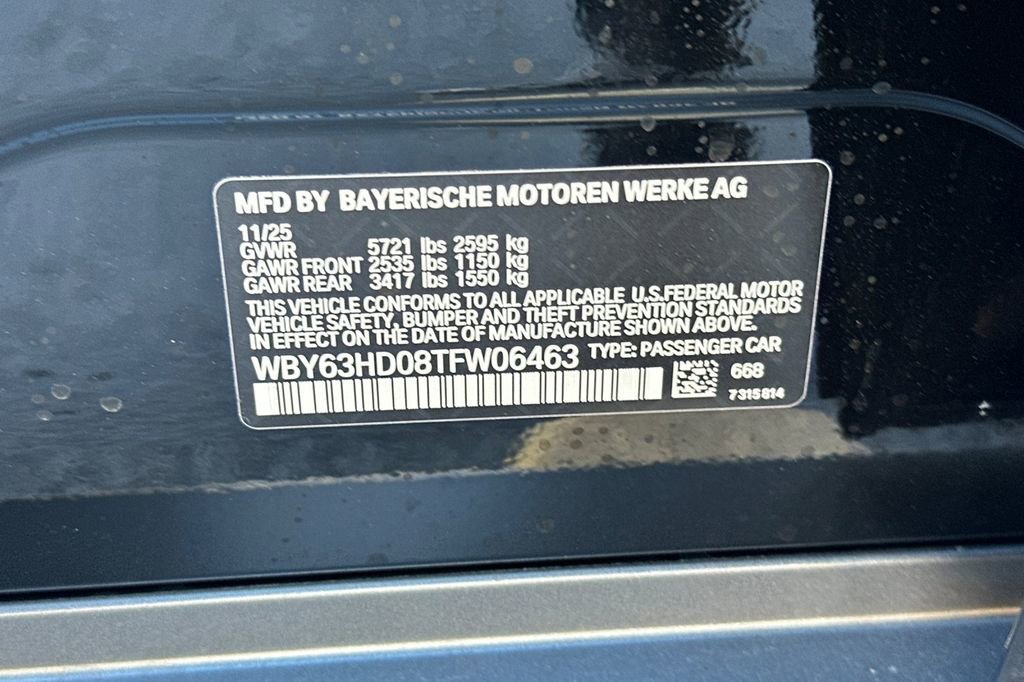 MFD BY BAYERISCHE MOTOREN WERKE AG
11/25
GVWR 5721 lbs 2595 kg
GAWR FRONT 2535 lbs 1150 kg
GAWR REAR 3417 lbs 1550 kg
THIS VEHICLE CONFORMS TO ALL APPLICABLE U.S.FEDERAL MOTOR
VEHICLE SAFETY, BUMPER AND THEFT PREVENTION STANDARDS
IN EFFECT ON THE DATE OF MANUFACTURE SHOWN ABOVE.
WBY63HD08TFW06463 TYPE: PASSENGER CAR
668
7315814